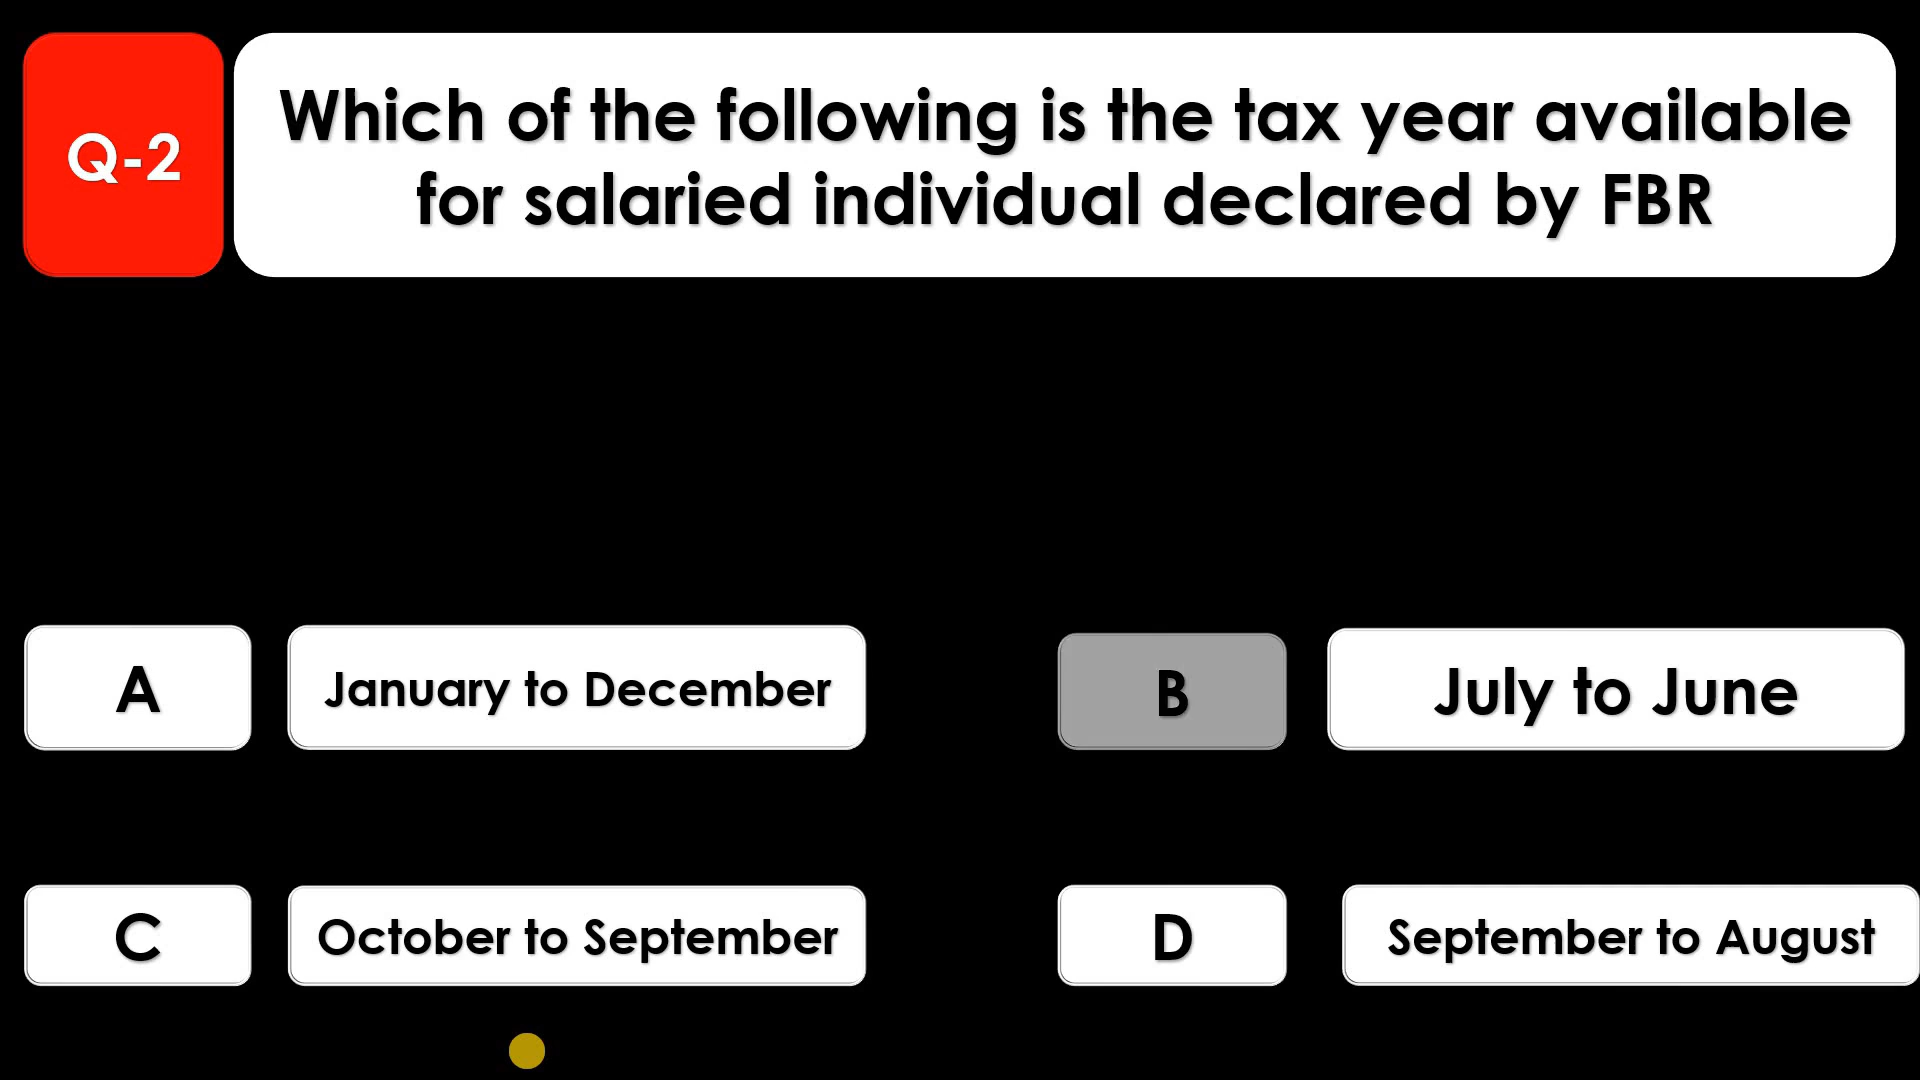 Q-2
Which of the following is the tax year available
for salaried individual declared by FBR
A
January to December
B
July to June
C
October to September
D
September to August